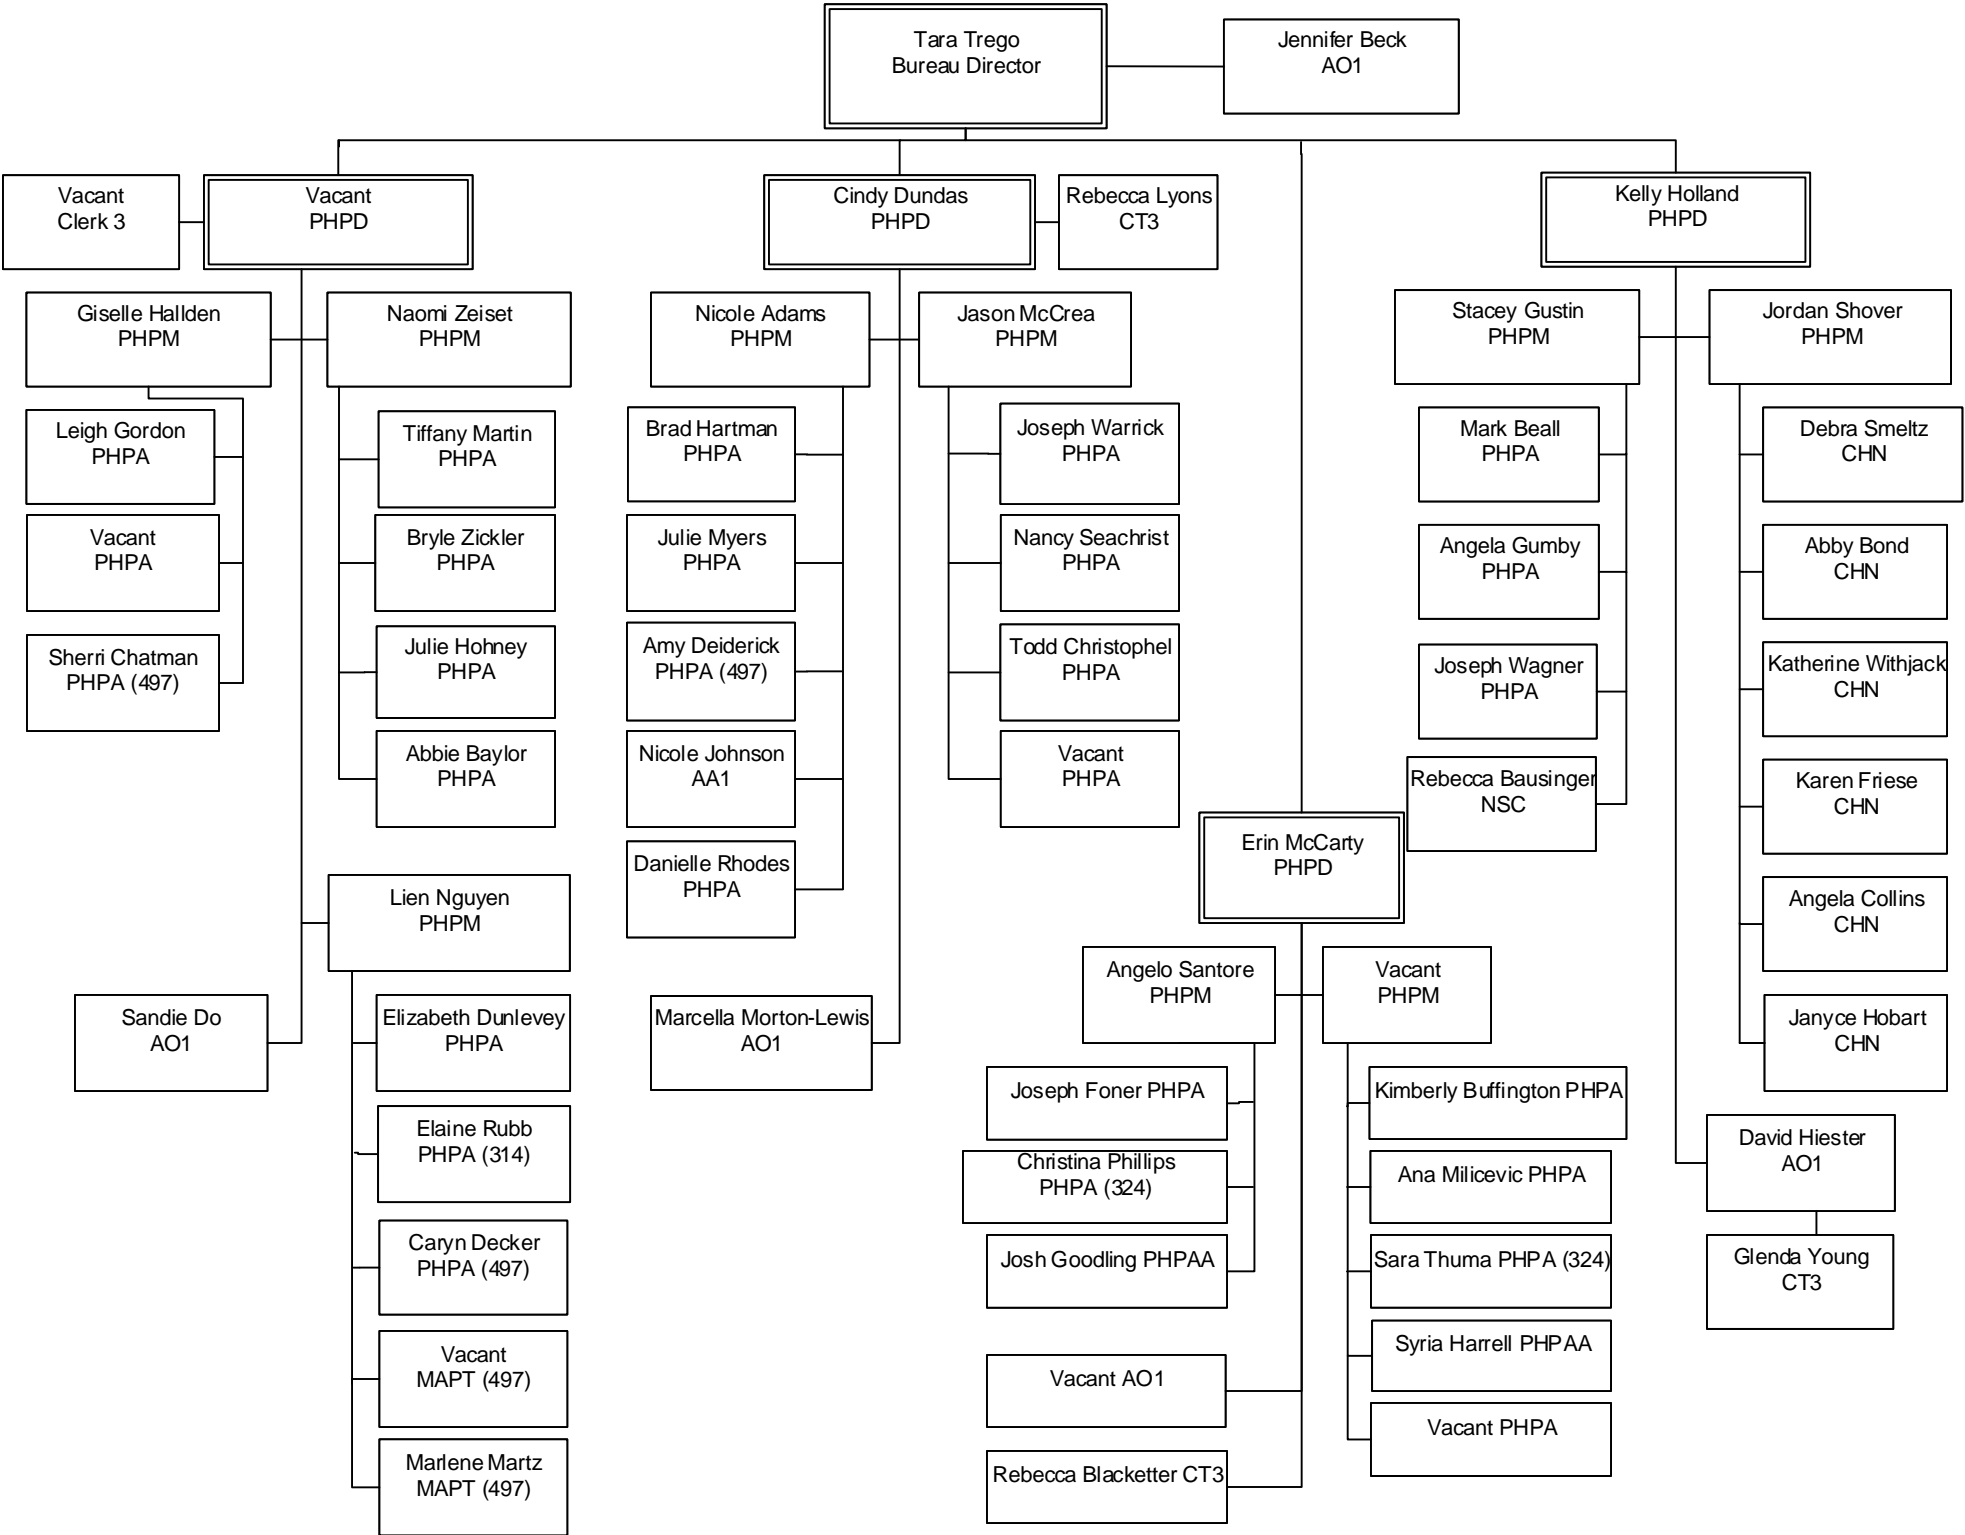 Tara Trego
Bureau Director
Jennifer Beck
AO1
Vacant
Clerk 3
Vacant
PHPD
Cindy Dundas
PHPD
Rebecca Lyons
CT3
Kelly Holland
PHPD
Giselle Hallden
PHPM
Naomi Zeiset
PHPM
Leigh Gordon
PHPA
Vacant
PHPA
Sherri Chatman
PHPA (497)
Tiffany Martin
PHPA
Bryle Zickler
PHPA
Julie Hohney
PHPA
Abbie Baylor
PHPA
Lien Nguyen
PHPM
Sandie Do
AO1
Elizabeth Dunlevey
PHPA
Elaine Rubb
PHPA (314)
Caryn Decker
PHPA (497)
Vacant
MAPT (497)
Marlene Martz
MAPT (497)
Nicole Adams
PHPM
Jason McCrea
PHPM
Brad Hartman
PHPA
Julie Myers
PHPA
Amy Deiderick
PHPA (497)
Nicole Johnson
AA1
Danielle Rhodes
PHPA
Joseph Warrick
PHPA
Nancy Seachrist
PHPA
Todd Christophel
PHPA
Vacant
PHPA
Marcella Morton-Lewis
AO1
Erin McCarty
PHPD
Angelo Santore
PHPM
Vacant
PHPM
Joseph Foner PHPA
Christina Phillips
PHPA (324)
Josh Goodling PHPAA
Vacant AO1
Rebecca Blacketter CT3
Kimberly Buffington PHPA
Ana Milicevic PHPA
Sara Thuma PHPA (324)
Syria Harrell PHPAA
Vacant PHPA
Stacey Gustin
PHPM
Jordan Shover
PHPM
Mark Beall
PHPA
Angela Gumby
PHPA
Joseph Wagner
PHPA
Rebecca Bausinger
NSC
Debra Smeltz
CHN
Abby Bond
CHN
Katherine Withjack
CHN
Karen Friese
CHN
Angela Collins
CHN
Janyce Hobart
CHN
David Hiester
AO1
Glenda Young
CT3